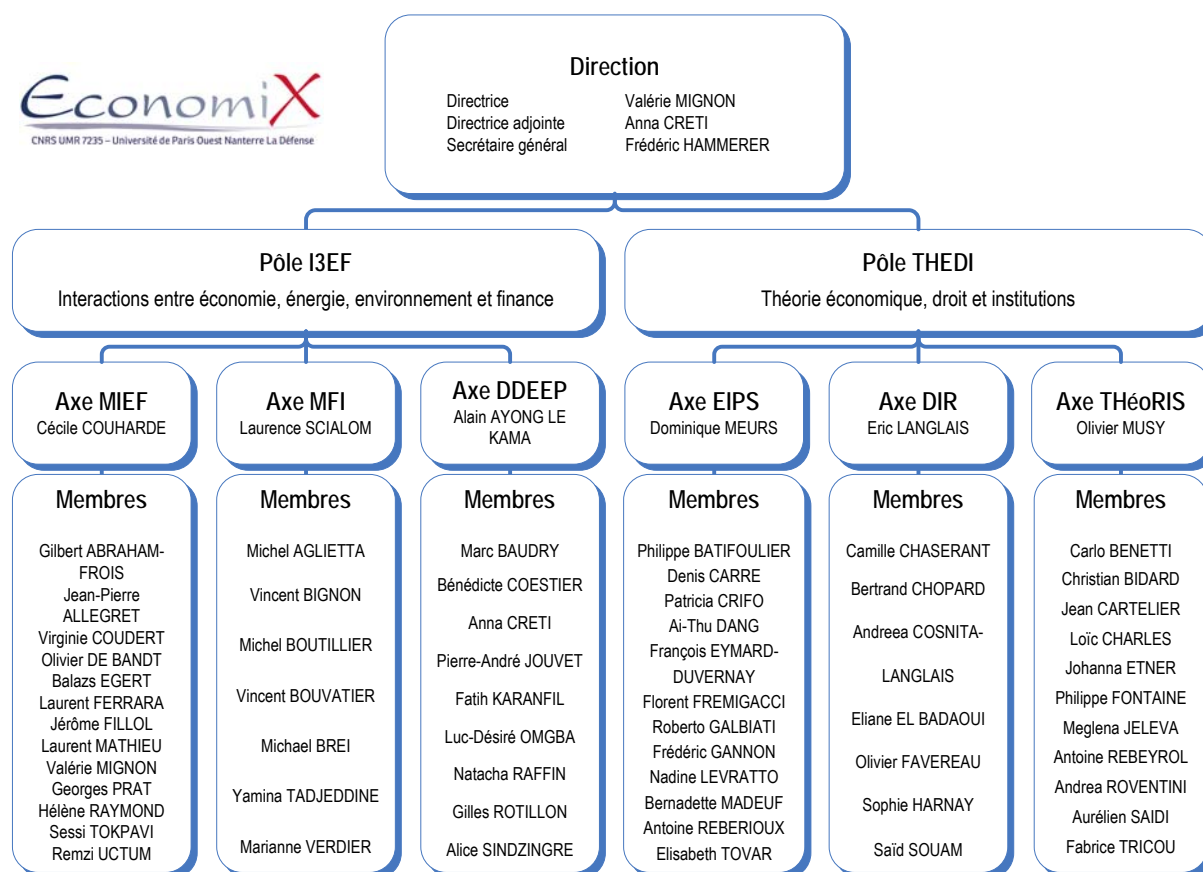 EconomiX
CNRS UMR 7235 – Université de Paris Ouest Nanterre La Défense
Direction
Directrice Valérie MIGNON
Directrice adjointe Anna CRETI
Secrétaire général Frédéric HAMMERER
Pôle I3EF
Interactions entre économie, énergie, environnement et finance
Pôle THEDI
Théorie économique, droit et institutions
Axe MIEF
Cécile COUHARDE
Axe MFI
Laurence SCIALOM
Axe DDEEP
Alain AYONG LE
KAMA
Axe EIPS
Dominique MEURS
Axe DIR
Eric LANGLAIS
Axe THéoRIS
Olivier MUSY
Membres
Gilbert ABRAHAM-
FROIS
Jean-Pierre
ALLEGRET
Virginie COUDERT
Olivier DE BANDT
Balazs EGERT
Laurent FERRARA
Jérôme FILLOL
Laurent MATHIEU
Valérie MIGNON
Georges PRAT
Hélène RAYMOND
Sessi TOKPAVI
Remzi UCTUM
Membres
Michel AGLIETTA
Vincent BIGNON
Michel BOUTILLIER
Vincent BOUVATIER
Michael BREI
Yamina TADJEDDINE
Marianne VERDIER
Membres
Marc BAUDRY
Bénédicte COESTIER
Anna CRETI
Pierre-André JOUVET
Fatih KARANFIL
Luc-Désiré OMGBA
Natacha RAFFIN
Gilles ROTILLON
Alice SINDZINGRE
Membres
Philippe BATIFOULIER
Denis CARRE
Patricia CRIFO
Ai-Thu DANG
François EYMARD-
DUVERNAY
Florent FREMIGACCI
Roberto GALBIATI
Frédéric GANNON
Nadine LEVRATTO
Bernadette MADEUF
Antoine REBERIOUX
Elisabeth TOVAR
Membres
Camille CHASERANT
Bertrand CHOPARD
Andreea COSNITA-
LANGLAIS
Eliane EL BADAOUI
Olivier FAVEREAU
Sophie HARNAY
Saïd SOUAM
Membres
Carlo BENETTI
Christian BIDARD
Jean CARTELIER
Loïc CHARLES
Johanna ETNER
Philippe FONTAINE
Meglena JELEVA
Antoine REBEYROL
Andrea ROVENTINI
Aurélien SAIDI
Fabrice TRICOU